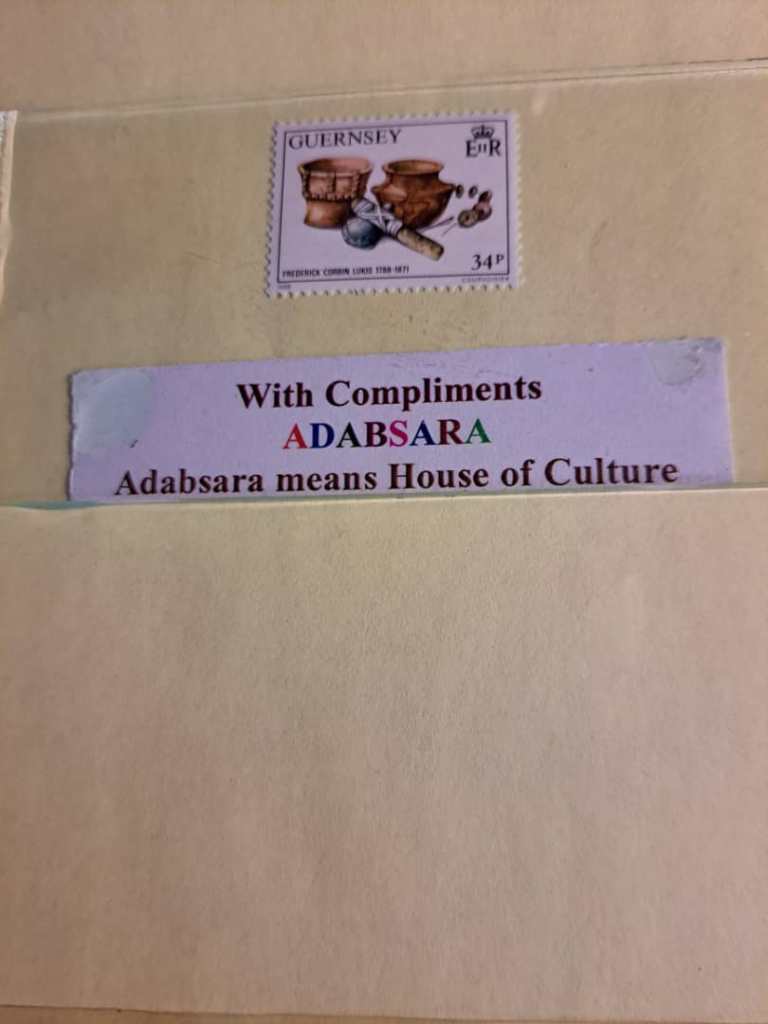 GUERNSEY
EIIR
34P
FREDERICK CORBIN LUKIS 1788-1871
With Compliments
ADABSARA
Adabsara means House of Culture